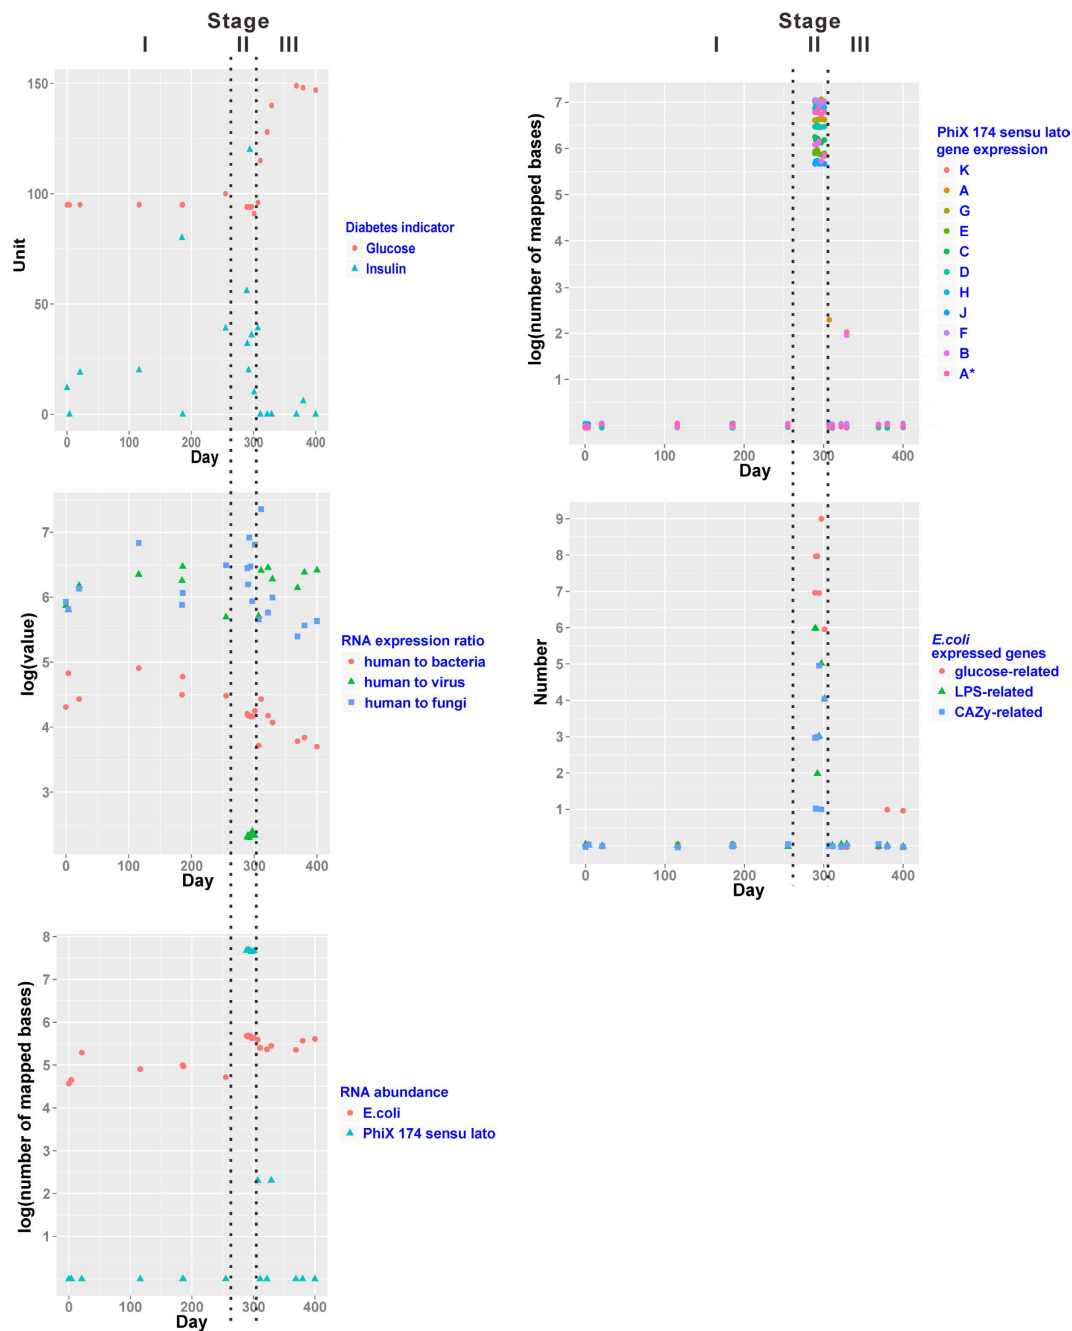 Stage
I II III
150
100
50
0
Unit
0 100 200 300 400
Day
Diabetes indicator
Glucose
Insulin
7
6
5
4
3
log(value)
0 100 200 300 400
Day
RNA expression ratio
human to bacteria
human to virus
human to fungi
8
7
6
5
4
3
2
1
log(number of mapped bases)
0 100 200 300 400
Day
RNA abundance
E.coli
PhiX 174 sensu lato
Stage
I II III
7
6
5
4
3
2
1
log(number of mapped bases)
0 100 200 300 400
Day
PhiX 174 sensu lato
gene expression
K
A
G
E
C
D
H
J
F
B
A*
9
8
7
6
5
3
2
1
Number
0 100 200 300 400
Day
E.coli
expressed genes
glucose-related
LPS-related
CAZy-related